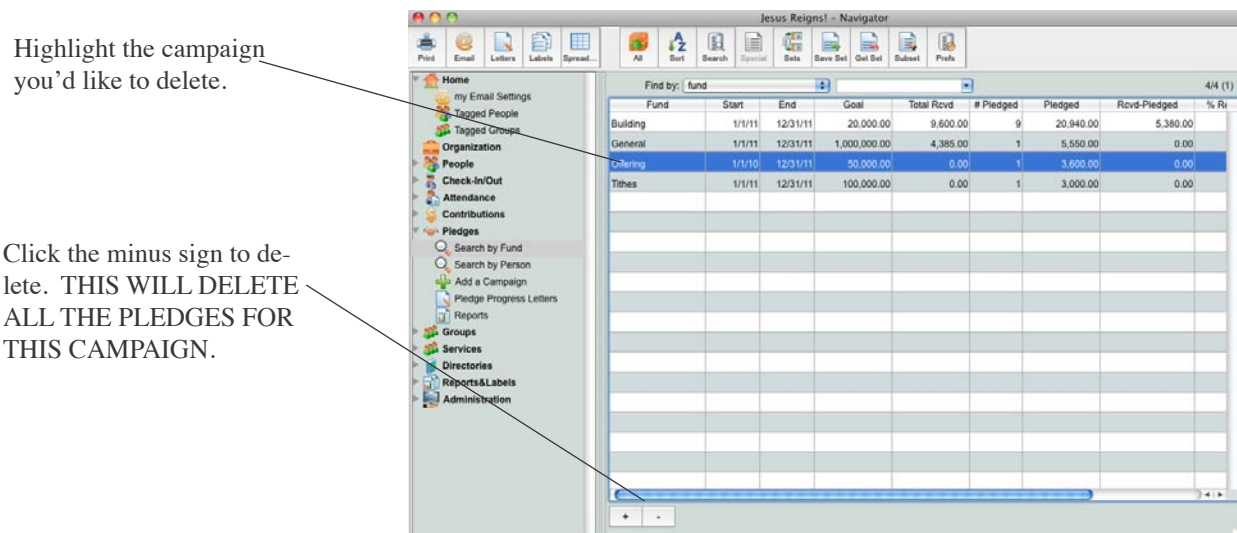 Highlight the campaign
you'd like to delete.
Click the minus sign to de-
lete. THIS WILL DELETE
ALL THE PLEDGES FOR
THIS CAMPAIGN.
Jesus Reigns! - Navigator
Print Email Letters Labels Spread... All Sort Search Special Sets Save Set Get Set Subset Prefs
Home
my Email Settings
Tagged People
Tagged Groups
Organization
People
Check-In/Out
Attendance
Contributions
Pledges
Search by Fund
Search by Person
Add a Campaign
Pledge Progress Letters
Reports
Groups
Services
Directories
Reports&Labels
Administration
Find by: fund 4/4 (1)
Fund Start End Goal Total Rcvd # Pledged Pledged Rcvd-Pledged
Building 1/1/11 12/31/11 20,000.00 9,600.00 9 20,940.00 5,380.00
General 1/1/11 12/31/11 1,000,000.00 4,385.00 1 5,550.00 0.00
Offering 1/1/10 12/31/11 50,000.00 0.00 1 3,600.00 0.00
Tithes 1/1/11 12/31/11 100,000.00 0.00 1 3,000.00 0.00
+ -